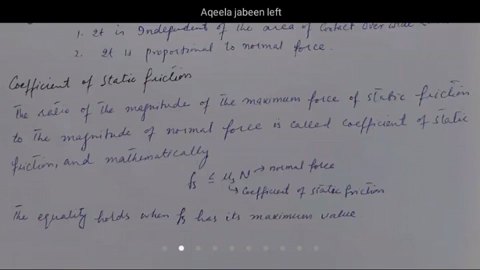 Aqeela jabeen left
1. It is Independent of the area of contact over wide
2. It is proportional to normal force.
Coefficient of static friction
The ratio of the magnitude of the maximum force of static friction
to the magnitude of normal force is called coefficient of static
friction, and mathematically
fs ≤ μs N → normal force
↳ Coefficient of static friction
The equality holds when fs has its maximum value